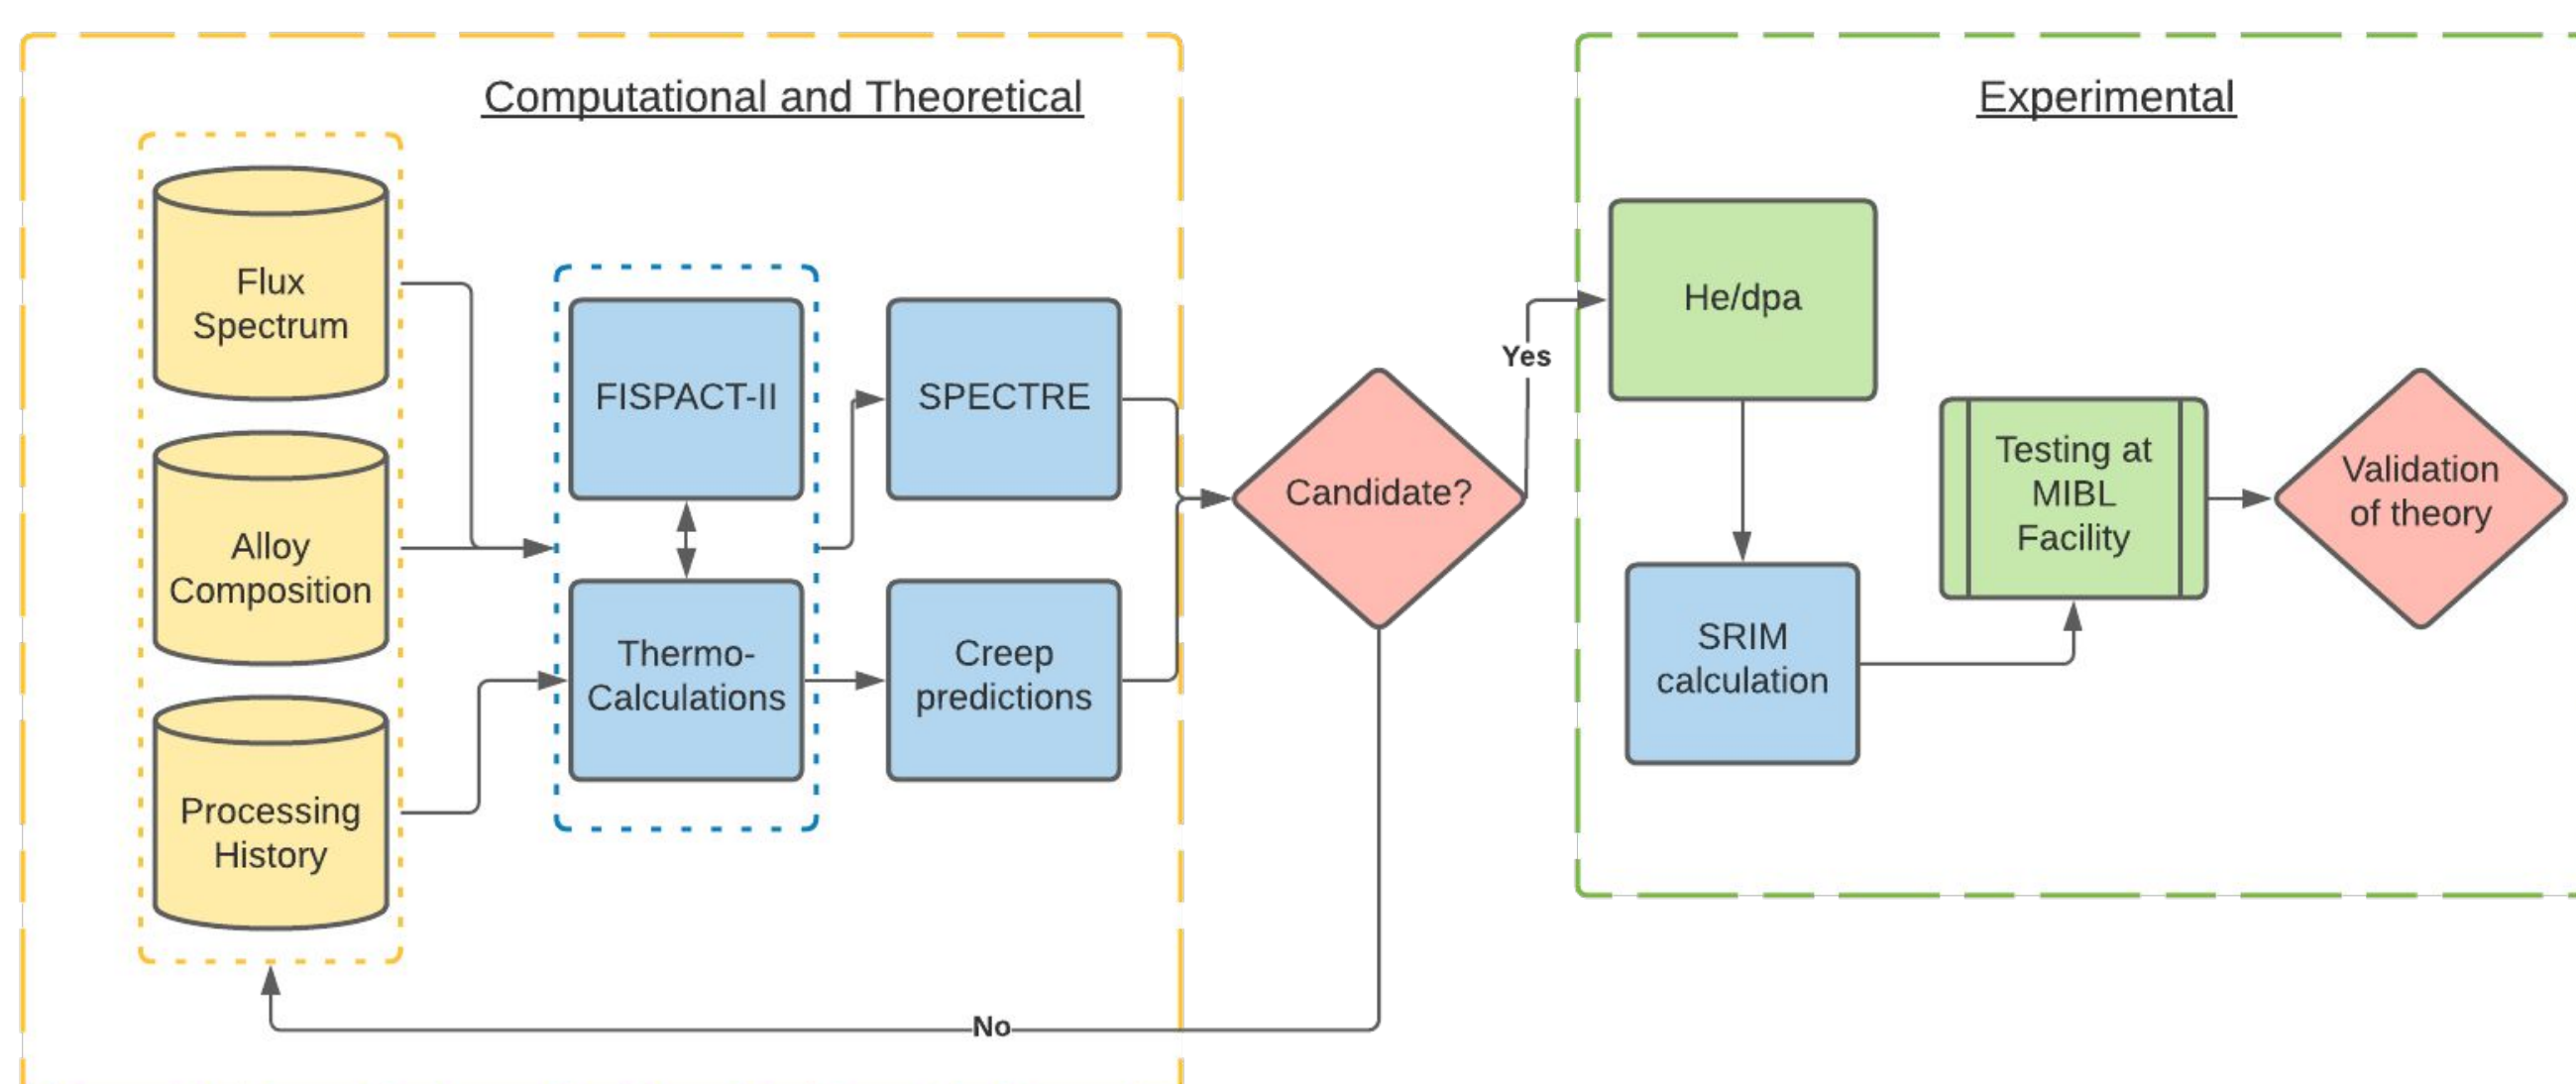 Computational and Theoretical
Flux
Spectrum
Alloy
Composition
Processing
History
FISPACT-II
Thermo-
Calculations
SPECTRE
Creep
predictions
Candidate?
Yes
No
Experimental
He/dpa
SRIM
calculation
Testing at
MIBL
Facility
Validation
of theory